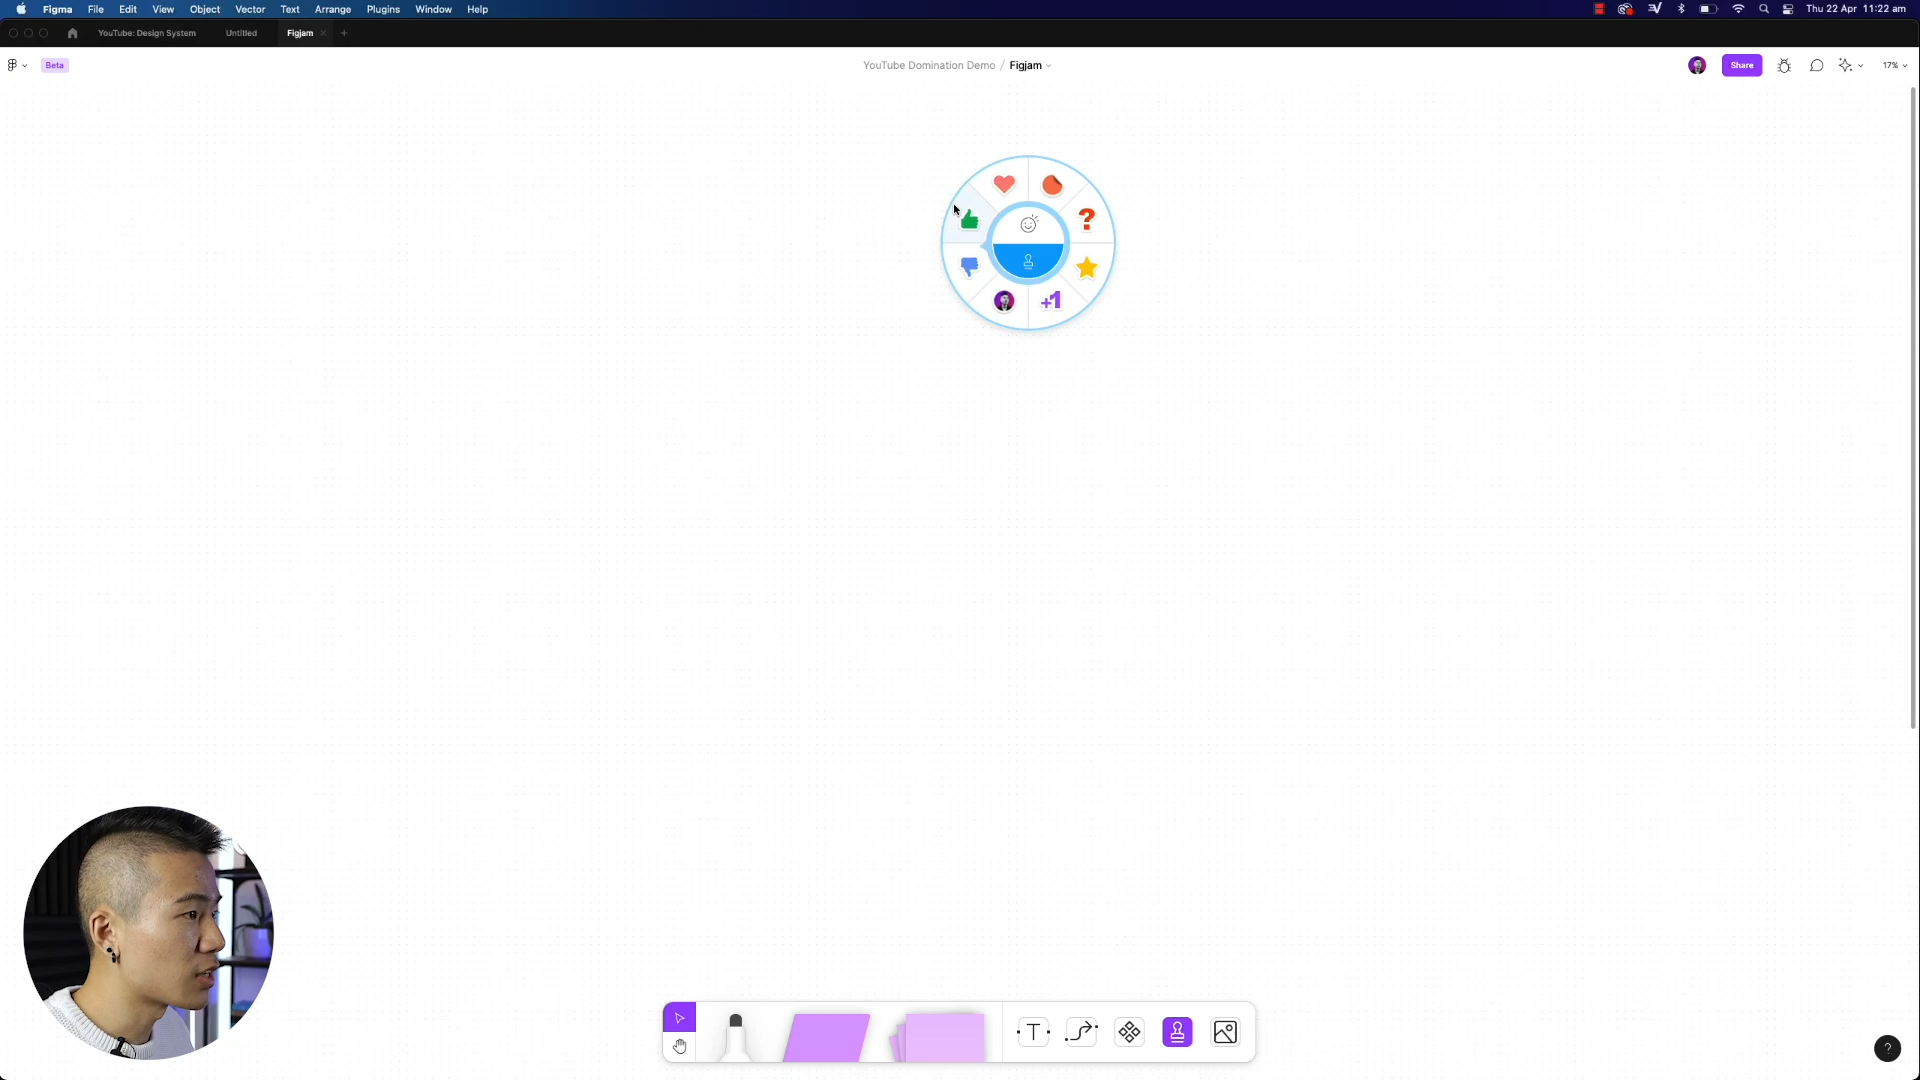 Figma File Edit View Object Vector Text Arrange Plugins Window Help Thu 22 Apr 11:22 am
YouTube: Design System Untitled Figjam
Beta YouTube Domination Demo / Figjam Share 17%
?
+1
T
?